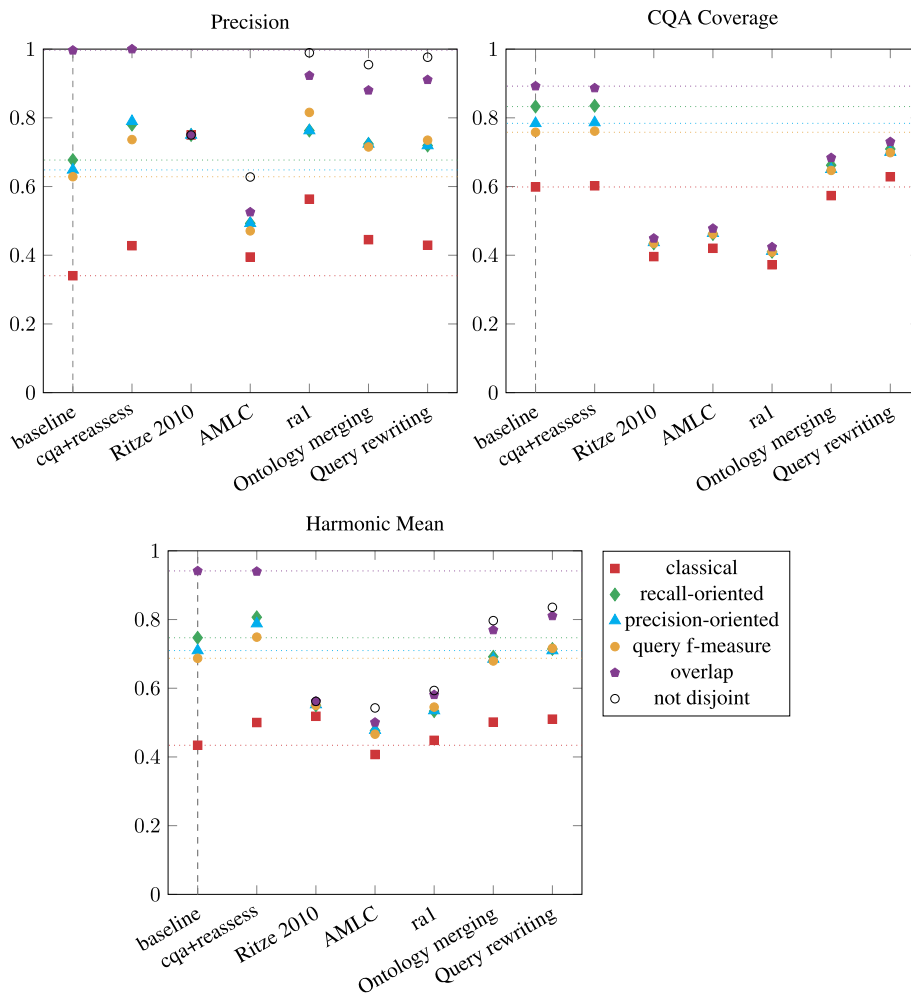 Precision
1
0.8
0.6
0.4
0.2
0
baseline
cqa+reassess
Ritze 2010
AMLC
ra1
Ontology merging
Query rewriting
CQA Coverage
1
0.8
0.6
0.4
0.2
0
baseline
cqa+reassess
Ritze 2010
AMLC
ra1
Ontology merging
Query rewriting
Harmonic Mean
1
0.8
0.6
0.4
0.2
0
baseline
cqa+reassess
Ritze 2010
AMLC
ra1
Ontology merging
Query rewriting
classical
recall-oriented
precision-oriented
query f-measure
overlap
not disjoint